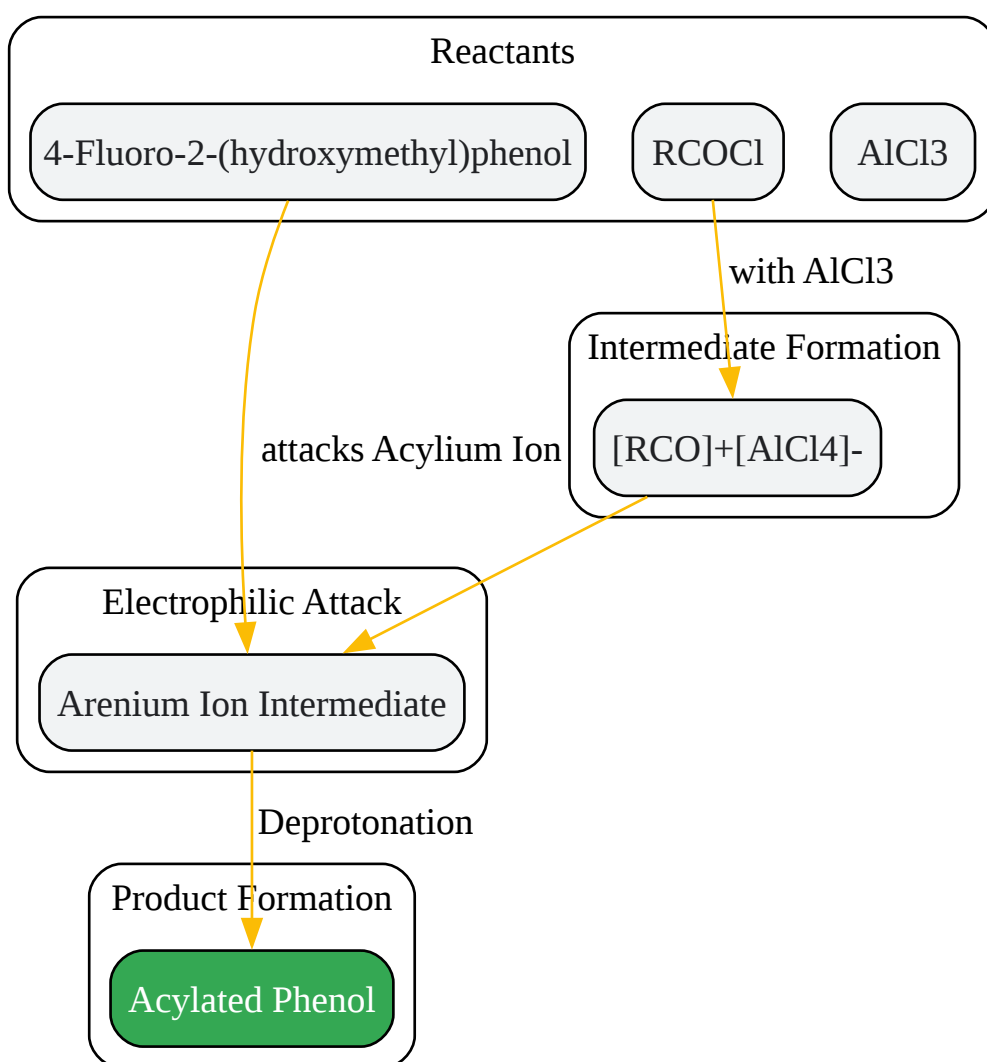 Reactants
4-Fluoro-2-(hydroxymethyl)phenol
RCOCl
AlCl3
with AlCl3
Intermediate Formation
attacks Acylium Ion
[RCO]+[AlCl4]-
Electrophilic Attack
Arenium Ion Intermediate
Deprotonation
Product Formation
Acylated Phenol